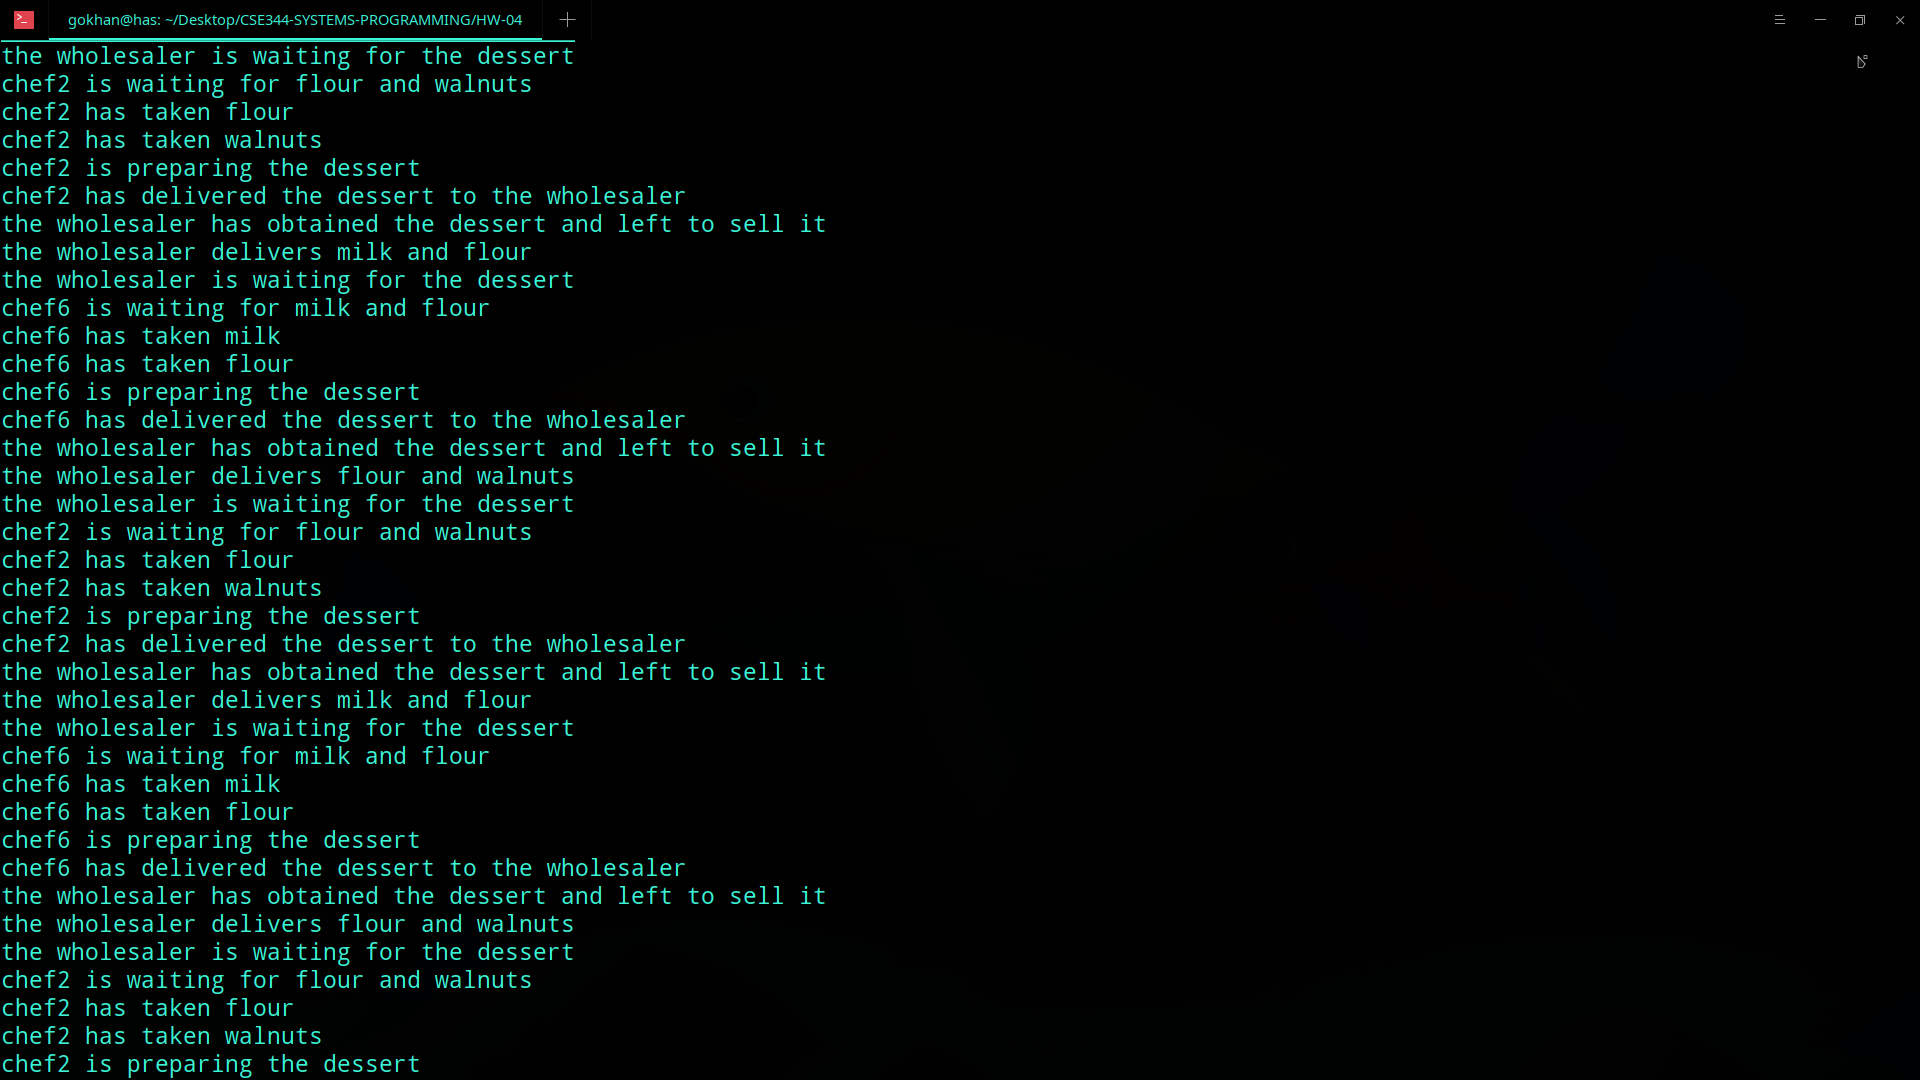 gokhan@has: ~/Desktop/CSE344-SYSTEMS-PROGRAMMING/HW-04
the wholesaler is waiting for the dessert
chef2 is waiting for flour and walnuts
chef2 has taken flour
chef2 has taken walnuts
chef2 is preparing the dessert
chef2 has delivered the dessert to the wholesaler
the wholesaler has obtained the dessert and left to sell it
the wholesaler delivers milk and flour
the wholesaler is waiting for the dessert
chef6 is waiting for milk and flour
chef6 has taken milk
chef6 has taken flour
chef6 is preparing the dessert
chef6 has delivered the dessert to the wholesaler
the wholesaler has obtained the dessert and left to sell it
the wholesaler delivers flour and walnuts
the wholesaler is waiting for the dessert
chef2 is waiting for flour and walnuts
chef2 has taken flour
chef2 has taken walnuts
chef2 is preparing the dessert
chef2 has delivered the dessert to the wholesaler
the wholesaler has obtained the dessert and left to sell it
the wholesaler delivers milk and flour
the wholesaler is waiting for the dessert
chef6 is waiting for milk and flour
chef6 has taken milk
chef6 has taken flour
chef6 is preparing the dessert
chef6 has delivered the dessert to the wholesaler
the wholesaler has obtained the dessert and left to sell it
the wholesaler delivers flour and walnuts
the wholesaler is waiting for the dessert
chef2 is waiting for flour and walnuts
chef2 has taken flour
chef2 has taken walnuts
chef2 is preparing the dessert